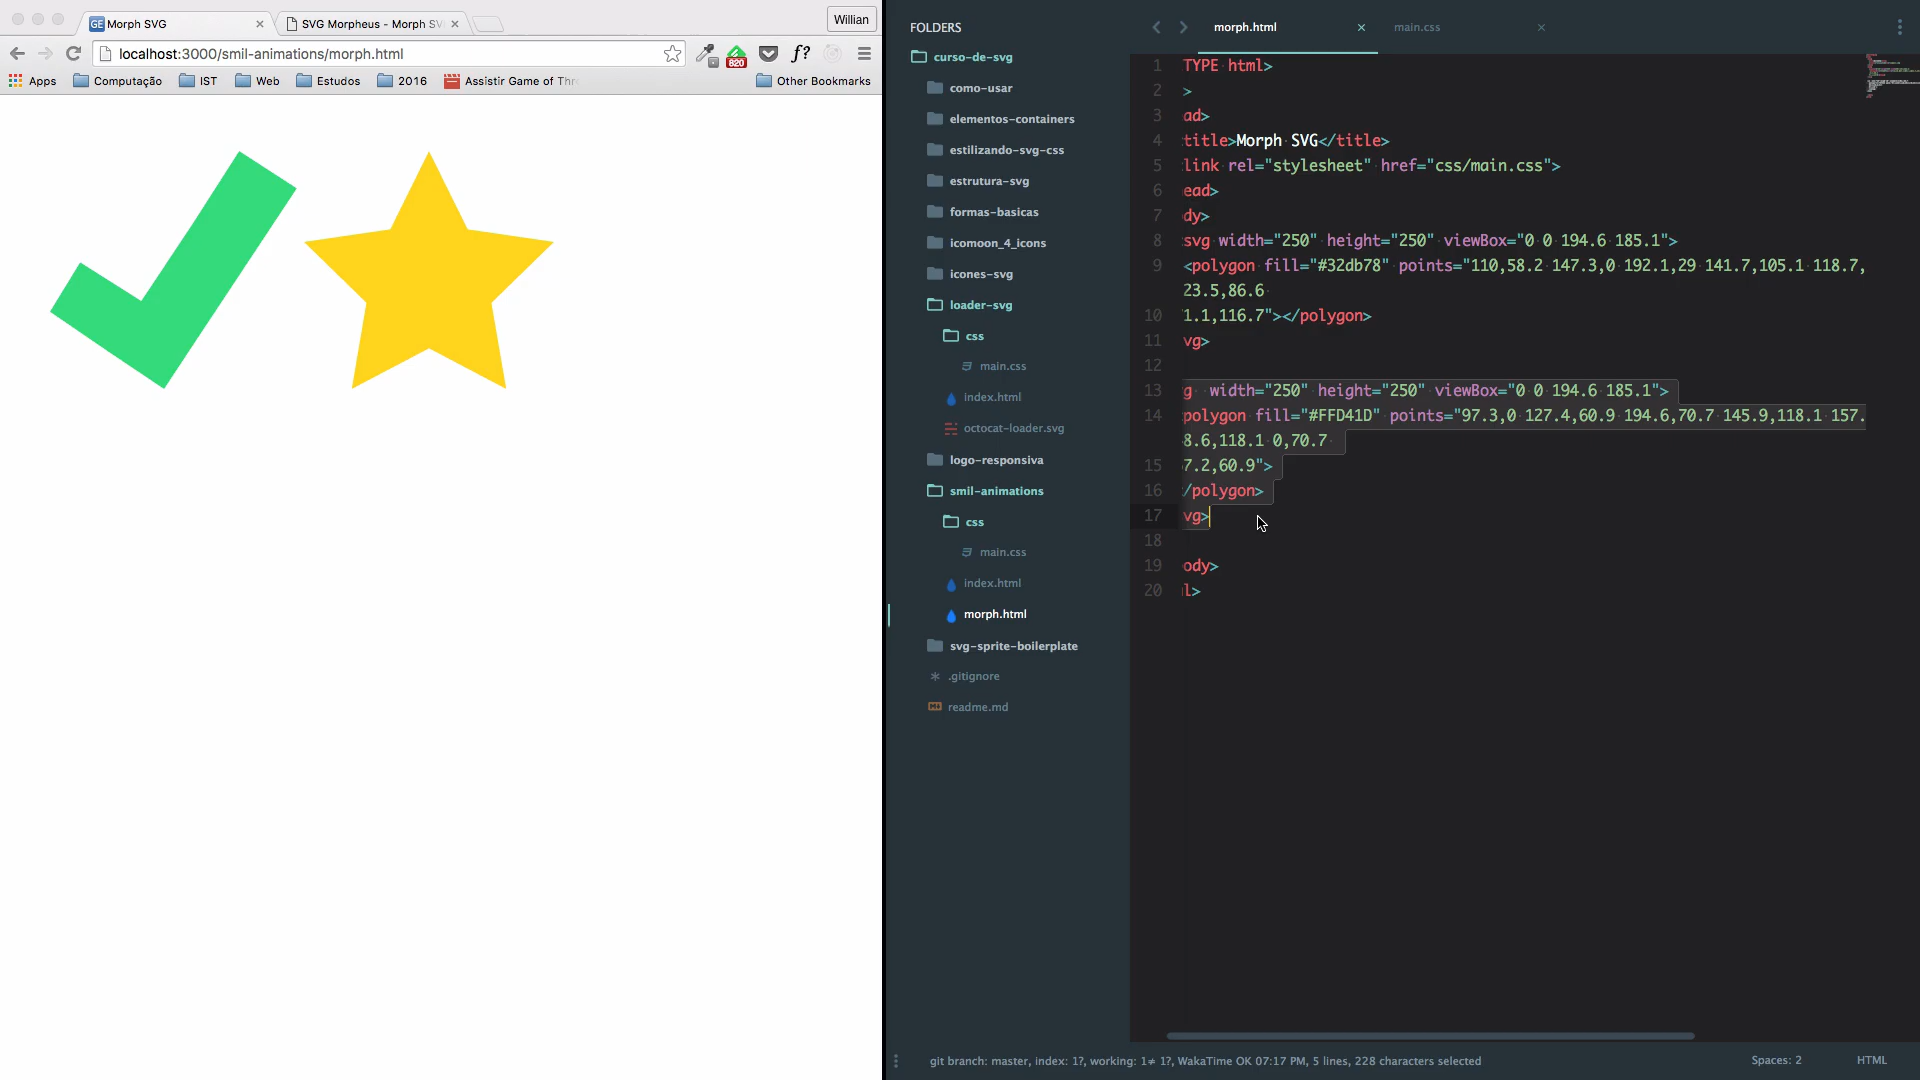 Morph SVG
SVG Morpheus - Morph SV
Willian
localhost:3000/smil-animations/morph.html
820
f?
Apps
Computação
IST
Web
Estudos
2016
Assistir Game of Thr
Other Bookmarks
FOLDERS
curso-de-svg
como-usar
elementos-containers
estilizando-svg-css
estrutura-svg
formas-basicas
icomoon_4_icons
icones-svg
loader-svg
css
main.css
index.html
octocat-loader.svg
logo-responsiva
smil-animations
css
main.css
index.html
morph.html
svg-sprite-boilerplate
.gitignore
readme.md
morph.html
main.css
1 TYPE html>
2 >
3 ad>
4 title>Morph SVG</title>
5 link rel="stylesheet" href="css/main.css">
6 ead>
7 dy>
8 svg width="250" height="250" viewBox="0 0 194.6 185.1">
9 <polygon fill="#32db78" points="110,58.2 147.3,0 192.1,29 141.7,105.1 118.7,
23.5,86.6
10 1.1,116.7"></polygon>
11 vg>
12
13 g width="250" height="250" viewBox="0 0 194.6 185.1">
14 polygon fill="#FFD41D" points="97.3,0 127.4,60.9 194.6,70.7 145.9,118.1 157.
8.6,118.1 0,70.7
15 7.2,60.9">
16 /polygon>
17 vg>
18
19 ody>
20 l>
git branch: master, index: 1?, working: 1≠ 1?, WakaTime OK 07:17 PM, 5 lines, 228 characters selected
Spaces: 2
HTML